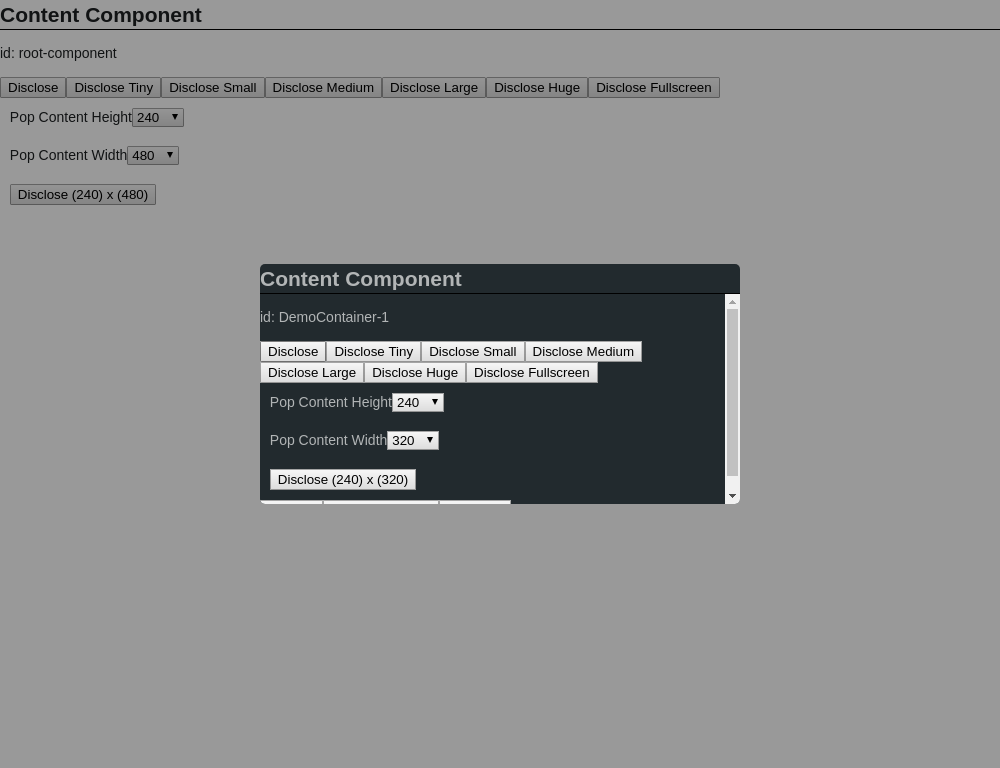 Content Component
id: root-component
Disclose Disclose Tiny Disclose Small Disclose Medium Disclose Large Disclose Huge Disclose Fullscreen
Pop Content Height 240
Pop Content Width 480
Disclose (240) x (480)
Content Component
id: DemoContainer-1
Disclose Disclose Tiny Disclose Small Disclose Medium
Disclose Large Disclose Huge Disclose Fullscreen
Pop Content Height 240
Pop Content Width 320
Disclose (240) x (320)